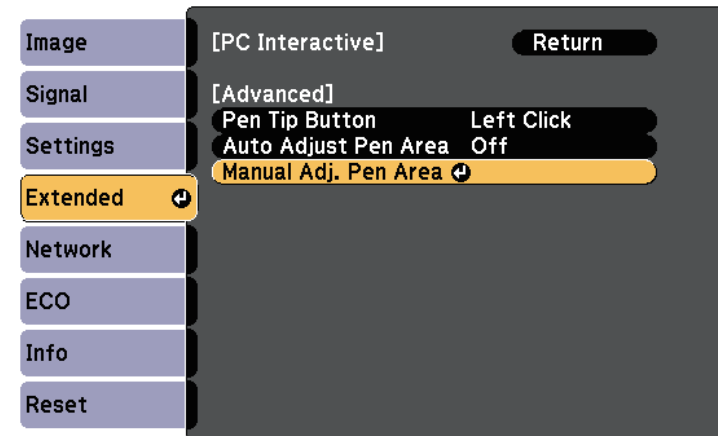 Image
Signal
Settings
Extended
Network
ECO
Info
Reset
[PC Interactive] Return
[Advanced]
Pen Tip Button Left Click
Auto Adjust Pen Area Off
Manual Adj. Pen Area